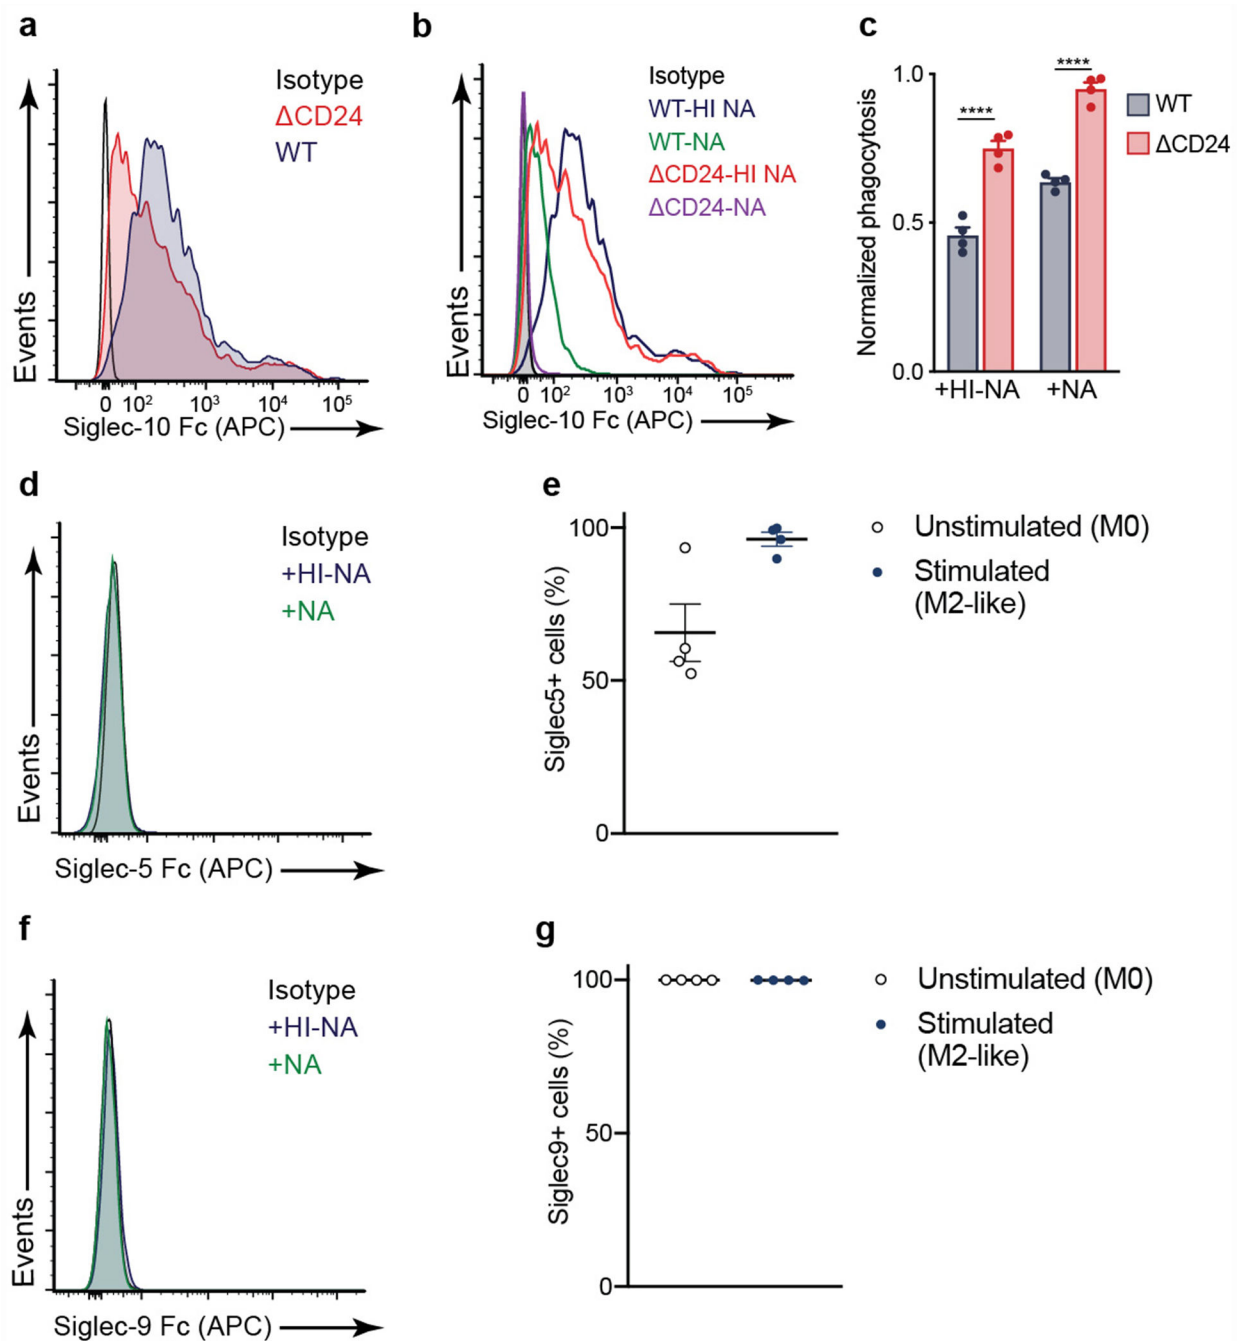 a
Isotype
ΔCD24
WT
Events
0 10² 10³ 10⁴ 10⁵
Siglec-10 Fc (APC)
b
Isotype
WT-HI NA
WT-NA
ΔCD24-HI NA
ΔCD24-NA
Events
0 10² 10³ 10⁴ 10⁵
Siglec-10 Fc (APC)
c
Normalized phagocytosis
1.0
0.5
0.0
****
****
WT
ΔCD24
+HI-NA +NA
d
Isotype
+HI-NA
+NA
Events
Siglec-5 Fc (APC)
e
Siglec5+ cells (%)
100
50
0
Unstimulated (M0)
Stimulated
(M2-like)
f
Isotype
+HI-NA
+NA
Events
Siglec-9 Fc (APC)
g
Siglec9+ cells (%)
100
50
0
Unstimulated (M0)
Stimulated
(M2-like)